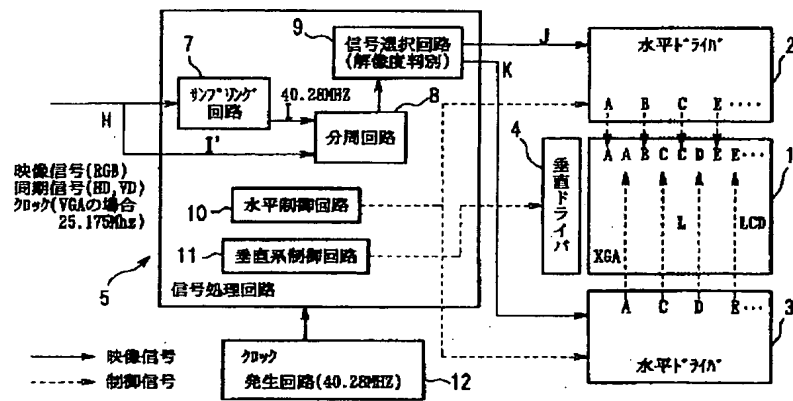 9
信号選択回路
(解像度判別)
J
K
水平ドライバ
2
A B C E ‥‥
7
サンプリング
回路
I
40.28MHZ
8
分周回路
H
I'
映像信号(RGB)
同期信号(HD,VD)
クロック(VGAの場合
25.175Mhz)
4
垂直ドライバ
A A B C C D E E‥
1
L
LCD
XGA
10
水平制御回路
11
垂直系制御回路
5
信号処理回路
A C D E‥
3
水平ドライバ
映像信号
制御信号
クロック
発生回路(40.28MHZ)
12